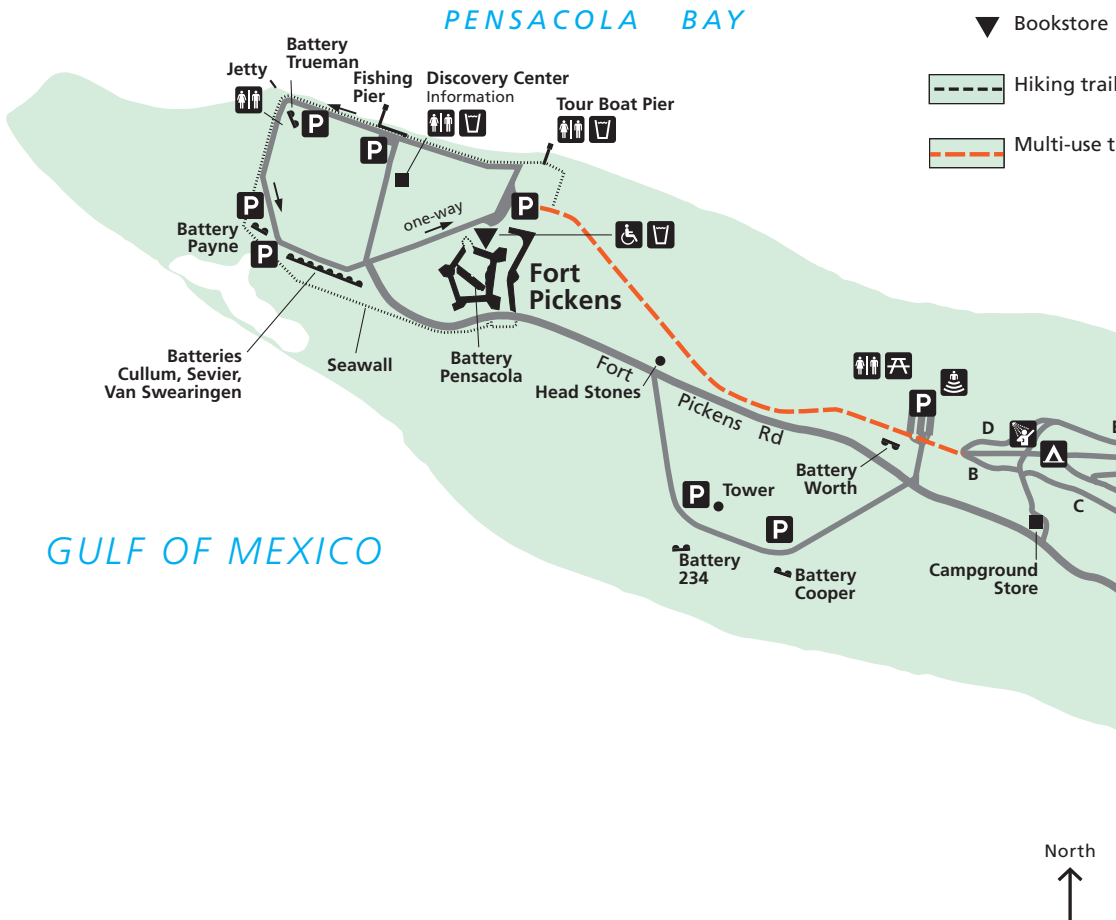 PENSACOLA BAY
Bookstore
Hiking trail
Multi-use t
Battery
Trueman
Jetty
Fishing
Pier
Discovery Center
Information
Tour Boat Pier
P
P
P
P
P
one-way
Battery
Payne
Fort
Pickens
Batteries
Cullum, Sevier,
Van Swearingen
Seawall
Battery
Pensacola
Head Stones
Fort Pickens Rd
P
D
B
C
Battery
Worth
P
Tower
P
Battery
234
Battery
Cooper
Campground
Store
GULF OF MEXICO
North